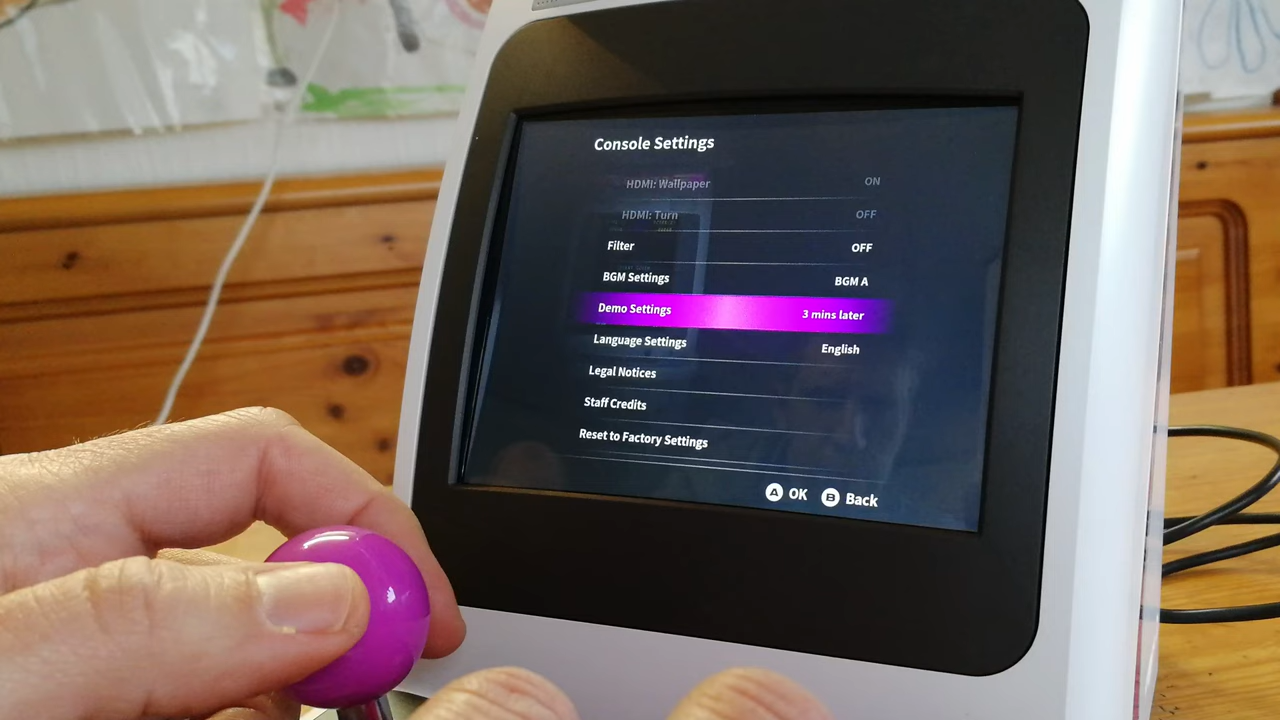 Console Settings
HDMI: Wallpaper ON
HDMI: Turn OFF
Filter OFF
BGM Settings BGM A
Demo Settings 3 mins later
Language Settings English
Legal Notices
Staff Credits
Reset to Factory Settings
A OK B Back